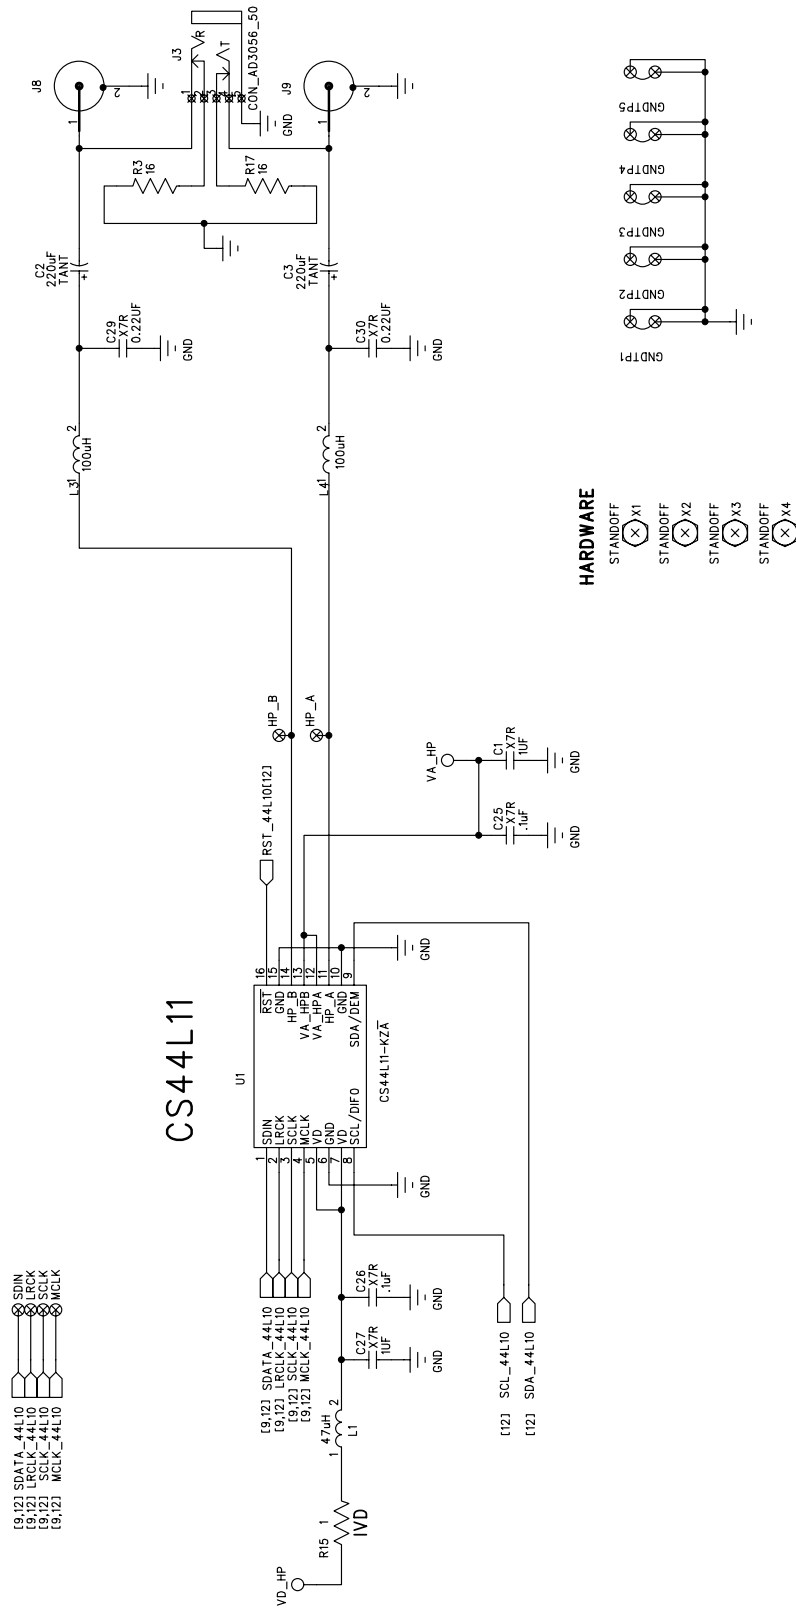 J8
1
2
J3
R
T
1
2
3
4
5
CON_AD3056_50
GND
J9
1
2
R3
16
R17
16
C2
220uF
TANT
+
C3
220uF
TANT
+
C29
X7R
0.22UF
GND
C30
X7R
0.22UF
GND
L3
1
2
100uH
L4
1
2
100uH
GNDTP5
GNDTP4
GNDTP3
GNDTP2
GNDTP1
HARDWARE
STANDOFF
X1
STANDOFF
X2
STANDOFF
X3
STANDOFF
X4
HP_B
HP_A
RST_44L10[12]
VA_HP
C1
X7R
1UF
GND
C25
X7R
.1uF
GND
CS44L11
U1
CS44L11-KZA
16 RST
15 GND
14 HP_B
13 VA_HPB
12 VA_HPA
11 HP_A
10 GND
9 SDA/DEM
GND
1 SDIN
2 LRCK
3 SCLK
4 MCLK
5 VD
6 GND
7 VD
8 SCL/DIF0
GND
[9,12] SDATA_44L10
[9,12] LRCLK_44L10
[9,12] SCLK_44L10
[9,12] MCLK_44L10
C26
X7R
.1uF
GND
C27
X7R
1UF
GND
[12] SCL_44L10
[12] SDA_44L10
47uH
1
2
L1
R15
1
IVD
VD_HP
[9,12] SDATA_44L10 SDIN
[9,12] LRCLK_44L10 LRCK
[9,12] SCLK_44L10 SCLK
[9,12] MCLK_44L10 MCLK